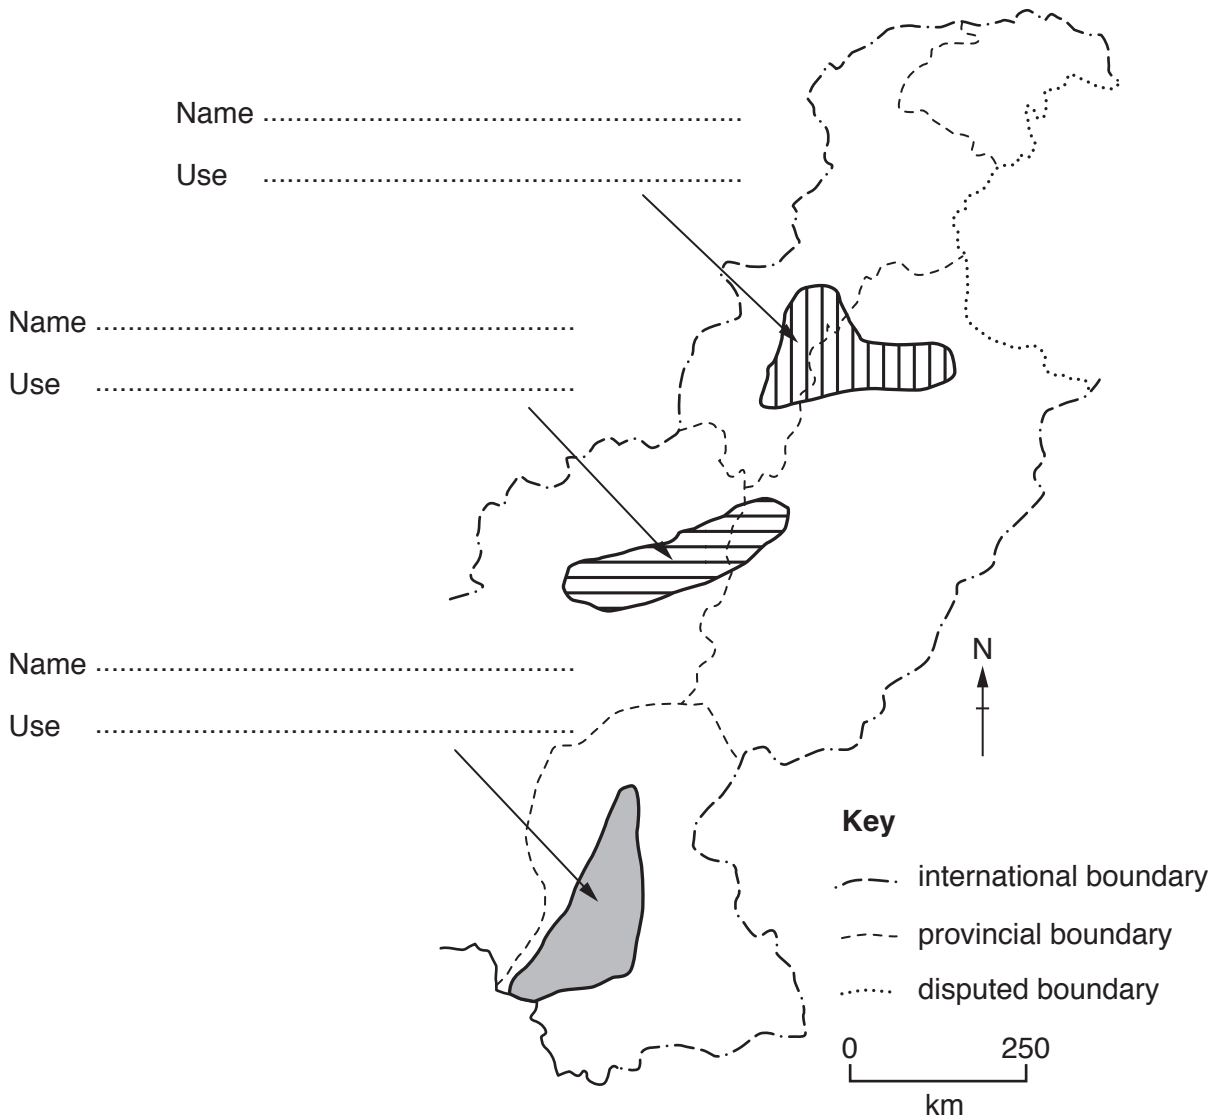 Name ............................................................
Use ............................................................
Name ............................................................
Use ............................................................
Name ............................................................
Use ............................................................
N
Key
international boundary
provincial boundary
disputed boundary
0 250
km